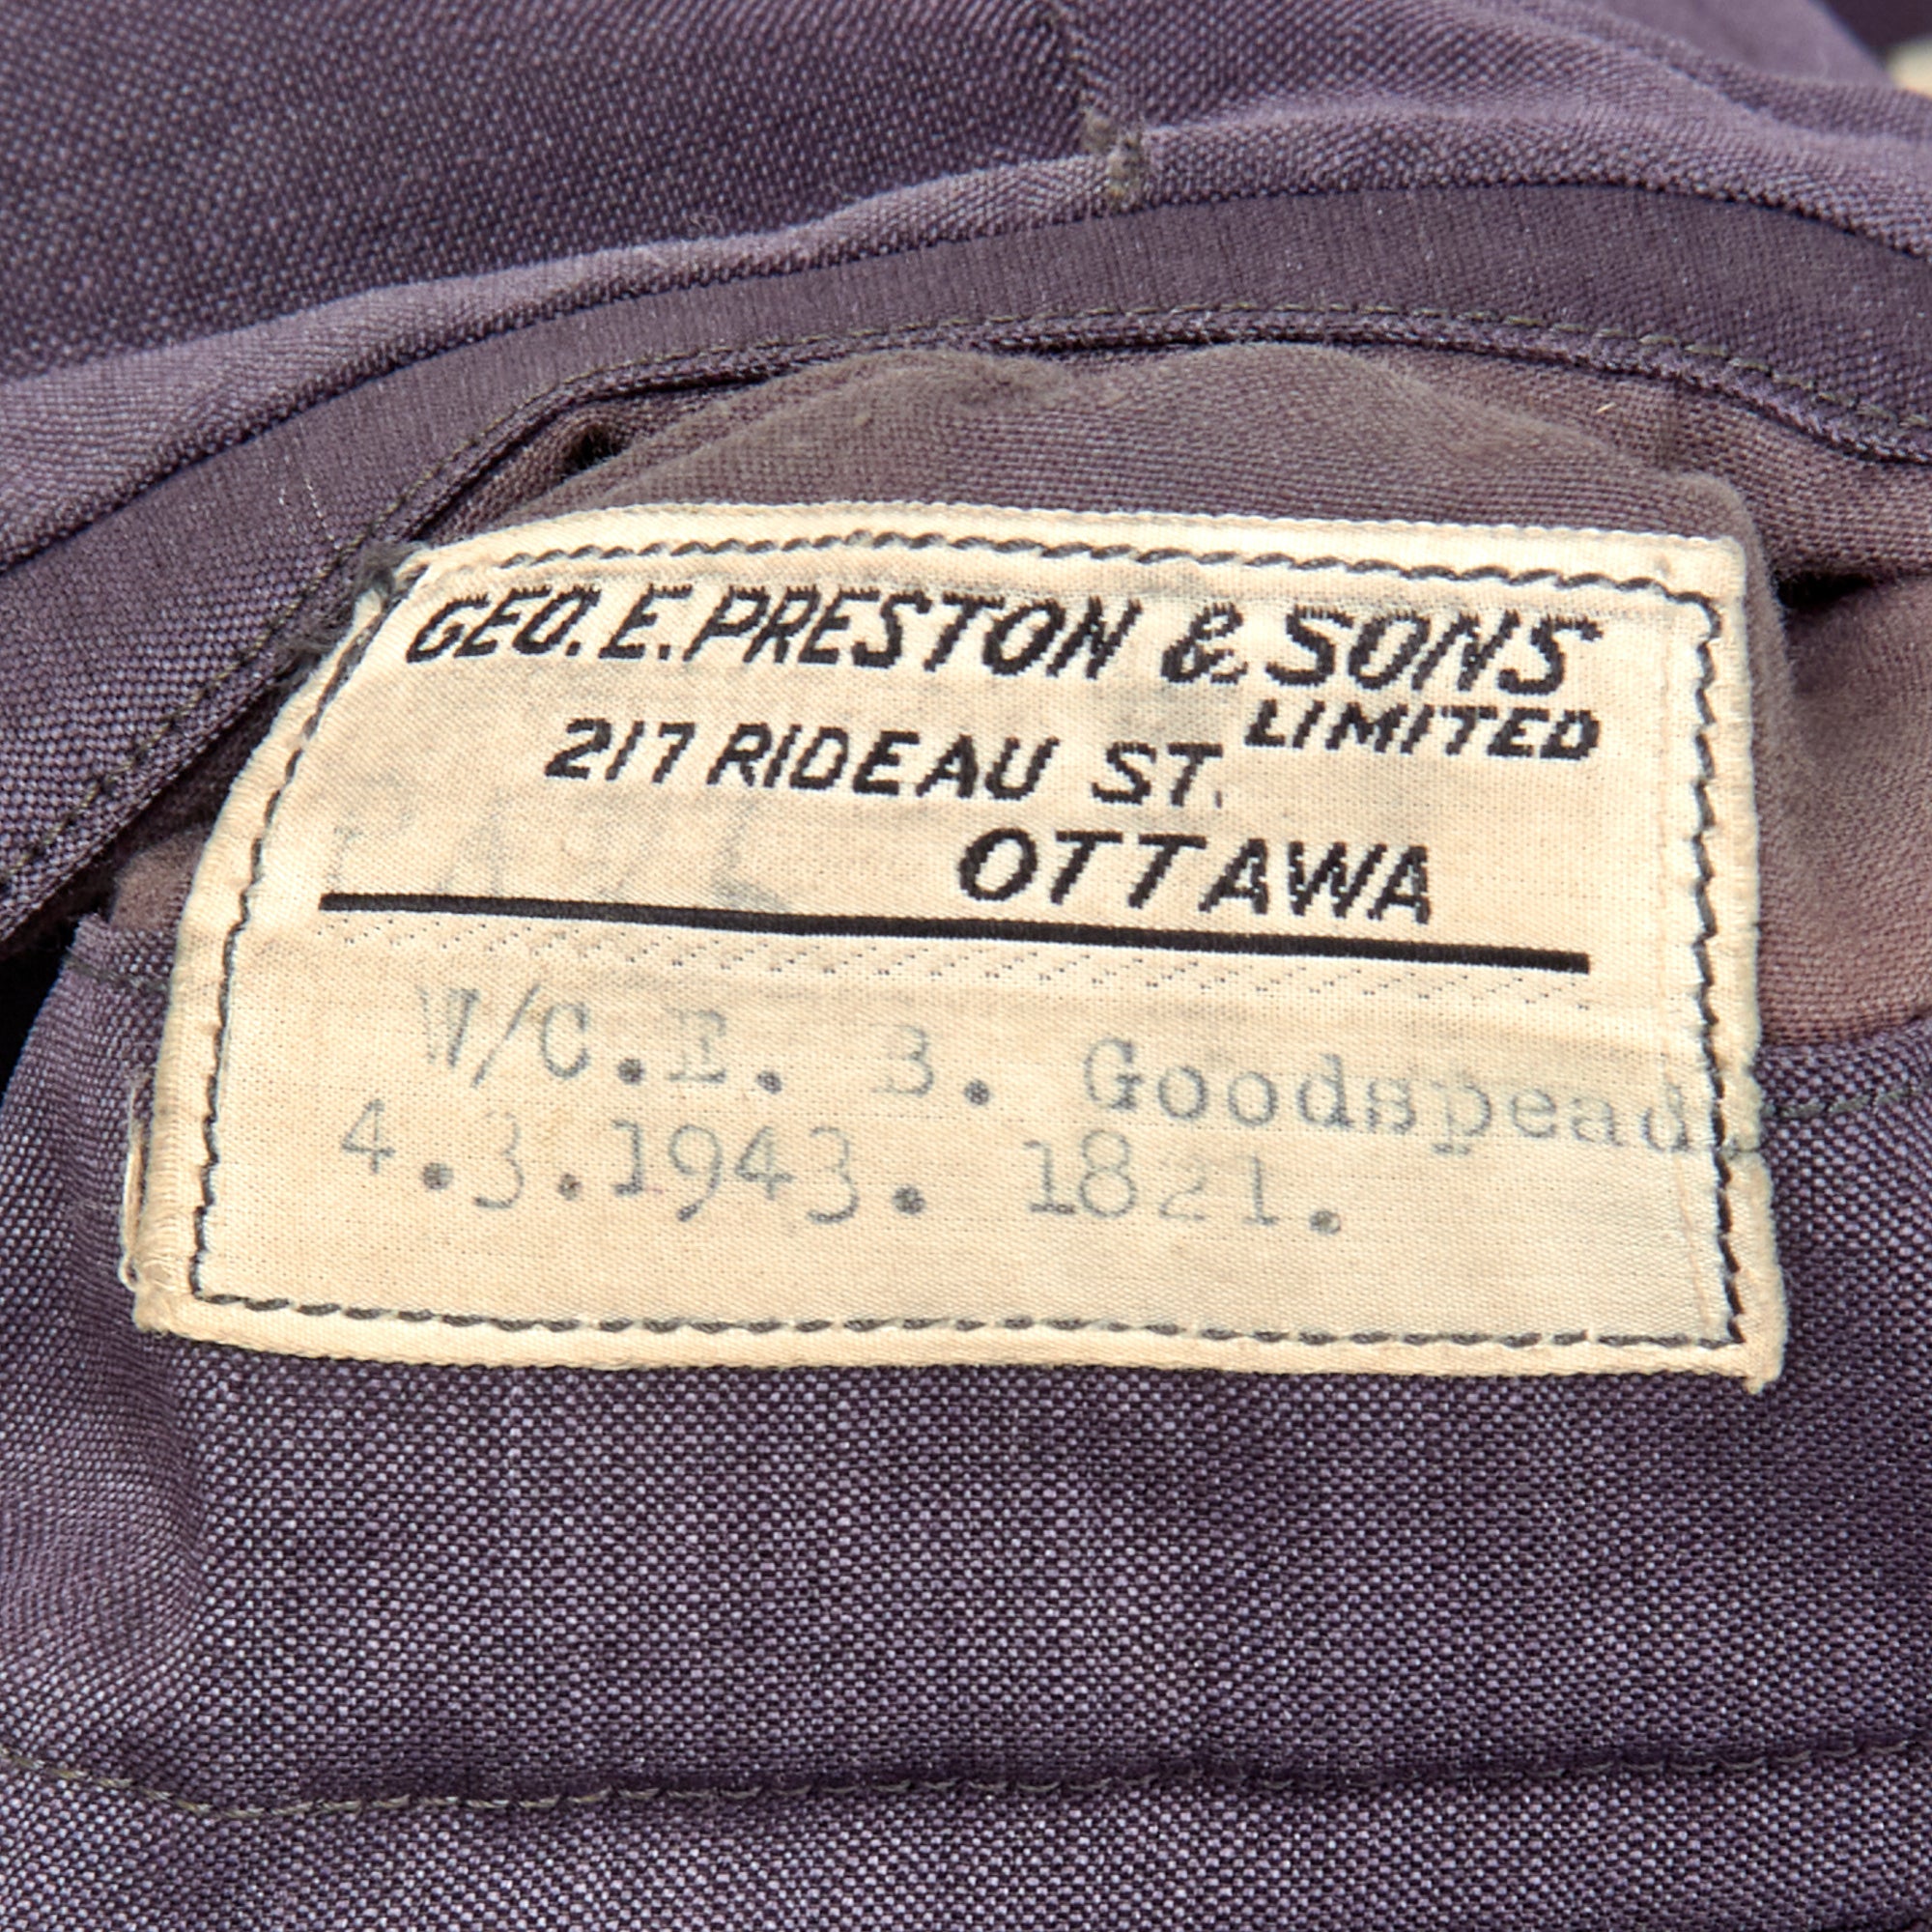 GEO. E. PRESTON & SONS
LIMITED
217 RIDEAU ST.
OTTAWA
W/C.E. B. Goodspead
4.3.1943. 1821.